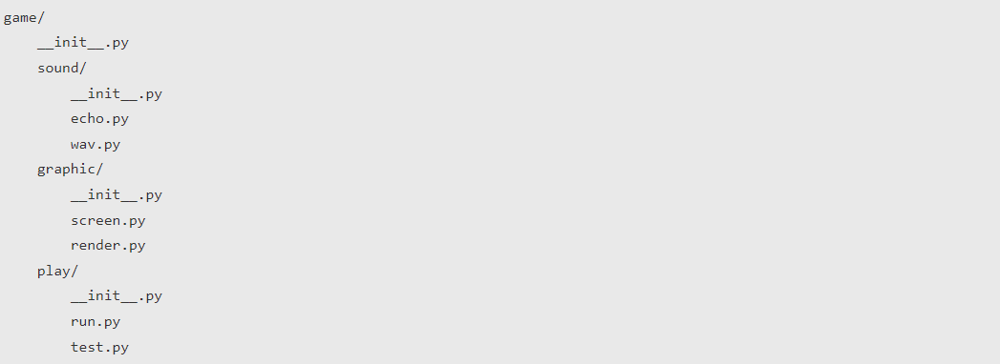 game/
    __init__.py
    sound/
        __init__.py
        echo.py
        wav.py
    graphic/
        __init__.py
        screen.py
        render.py
    play/
        __init__.py
        run.py
        test.py